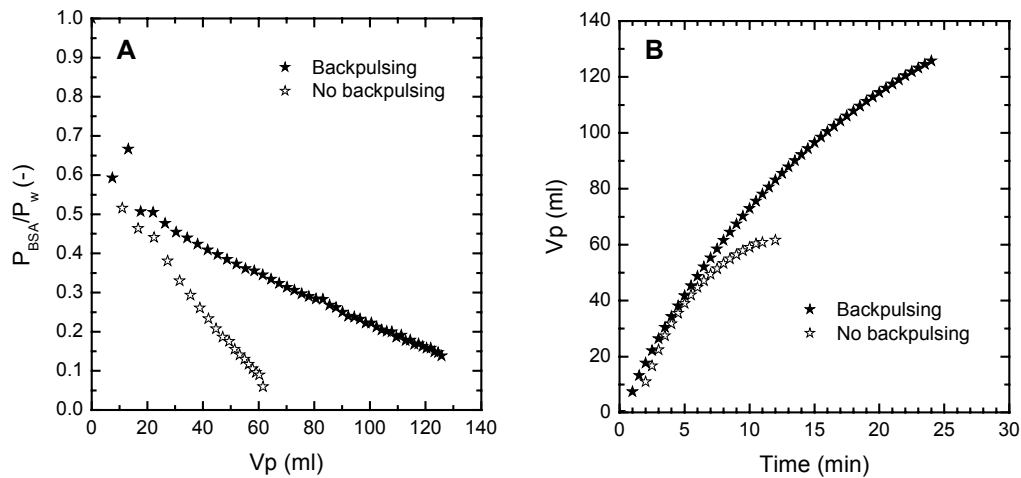 A
Backpulsing
No backpulsing
P_BSA/P_w (-)
1.0
0.9
0.8
0.7
0.6
0.5
0.4
0.3
0.2
0.1
0.0
0 20 40 60 80 100 120 140
Vp (ml)
B
Vp (ml)
140
120
100
80
60
40
20
0
Backpulsing
No backpulsing
0 5 10 15 20 25 30
Time (min)